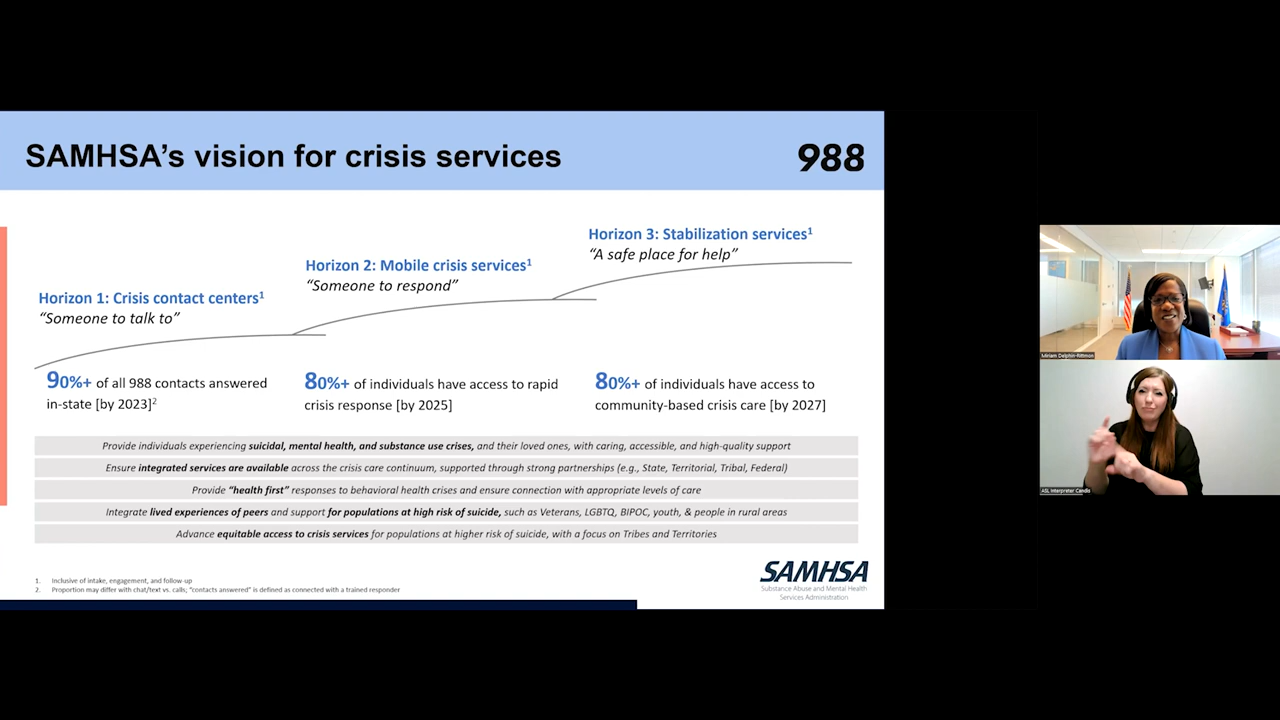 SAMHSA's vision for crisis services
988
Horizon 3: Stabilization services1
"A safe place for help"
Horizon 2: Mobile crisis services1
"Someone to respond"
Horizon 1: Crisis contact centers1
"Someone to talk to"
90%+ of all 988 contacts answered
in-state [by 2023]2
80%+ of individuals have access to rapid
crisis response [by 2025]
80%+ of individuals have access to
community-based crisis care [by 2027]
Provide individuals experiencing suicidal, mental health, and substance use crises, and their loved ones, with caring, accessible, and high-quality support
Ensure integrated services are available across the crisis care continuum, supported through strong partnerships (e.g., State, Territorial, Tribal, Federal)
Provide "health first" responses to behavioral health crises and ensure connection with appropriate levels of care
Integrate lived experiences of peers and support for populations at high risk of suicide, such as Veterans, LGBTQ, BIPOC, youth, & people in rural areas
Advance equitable access to crisis services for populations at higher risk of suicide, with a focus on Tribes and Territories
1. Inclusive of intake, engagement, and follow-up
2. Proportion may differ with chat/text vs. calls; "contacts answered" is defined as connected with a trained responder
SAMHSA
Substance Abuse and Mental Health
Services Administration
Miriam Delphin-Rittmon
ASL Interpreter Candis